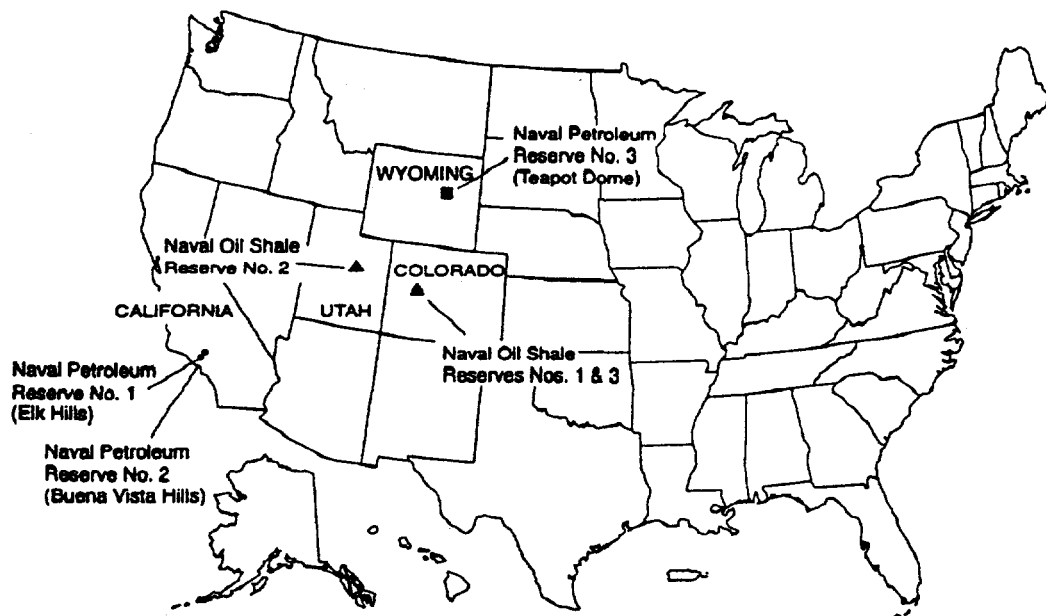 Naval Petroleum
Reserve No. 3
(Teapot Dome)
WYOMING
Naval Oil Shale
Reserve No. 2
COLORADO
CALIFORNIA
UTAH
Naval Oil Shale
Reserves Nos. 1 & 3
Naval Petroleum
Reserve No. 1
(Elk Hills)
Naval Petroleum
Reserve No. 2
(Buena Vista Hills)